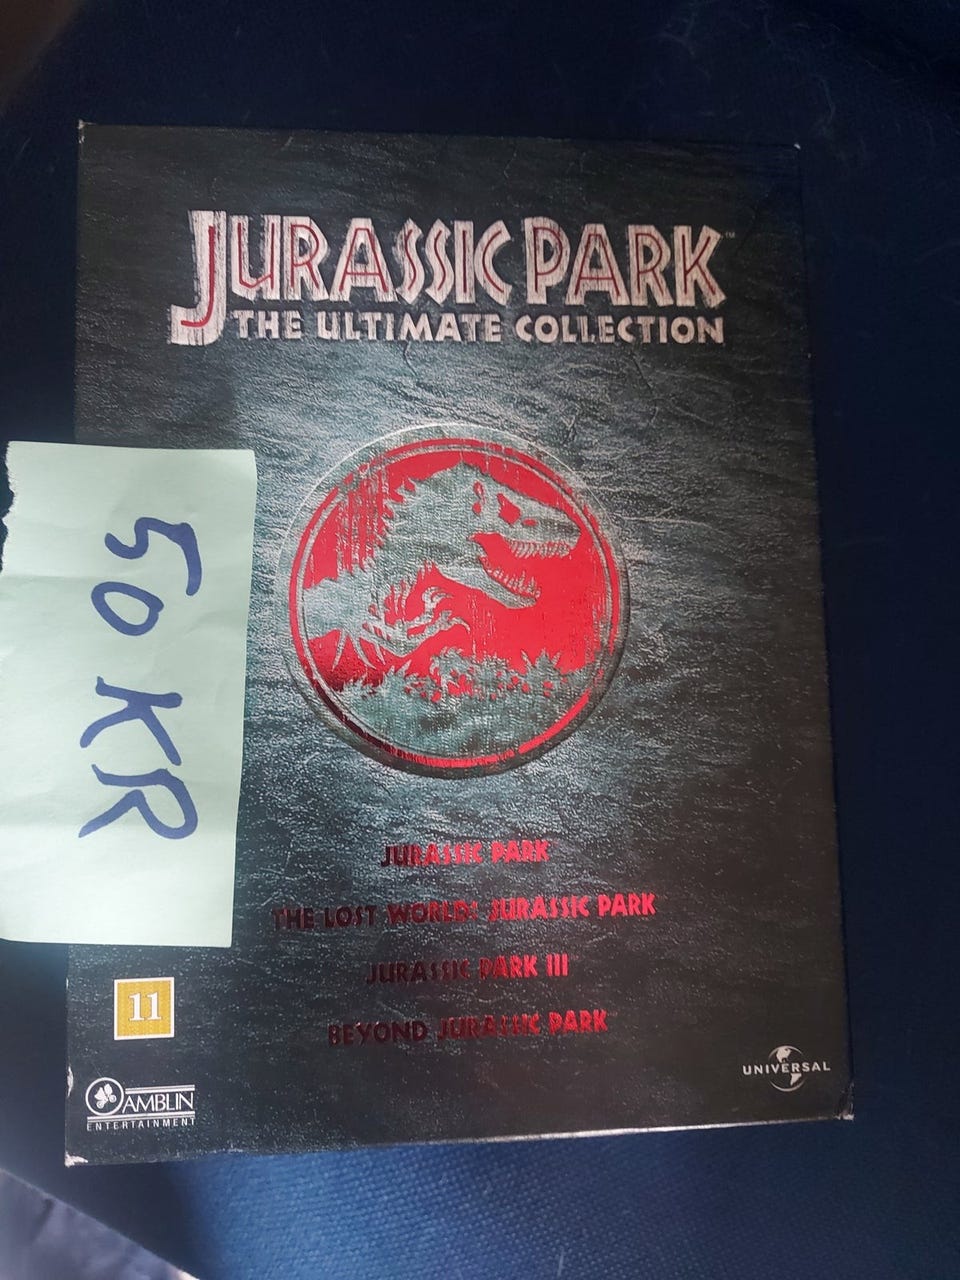 JURASSIC PARK™
THE ULTIMATE COLLECTION
50 KR
JURASSIC PARK
THE LOST WORLD: JURASSIC PARK
JURASSIC PARK III
BEYOND JURASSIC PARK
11
AMBLIN
ENTERTAINMENT
UNIVERSAL